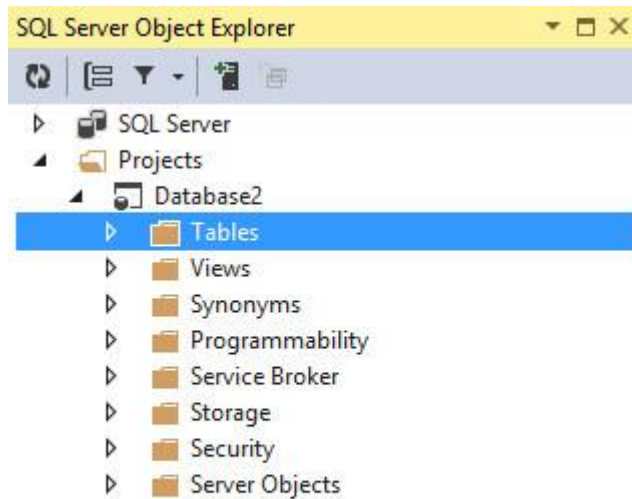 SQL Server Object Explorer
SQL Server
Projects
Database2
Tables
Views
Synonyms
Programmability
Service Broker
Storage
Security
Server Objects